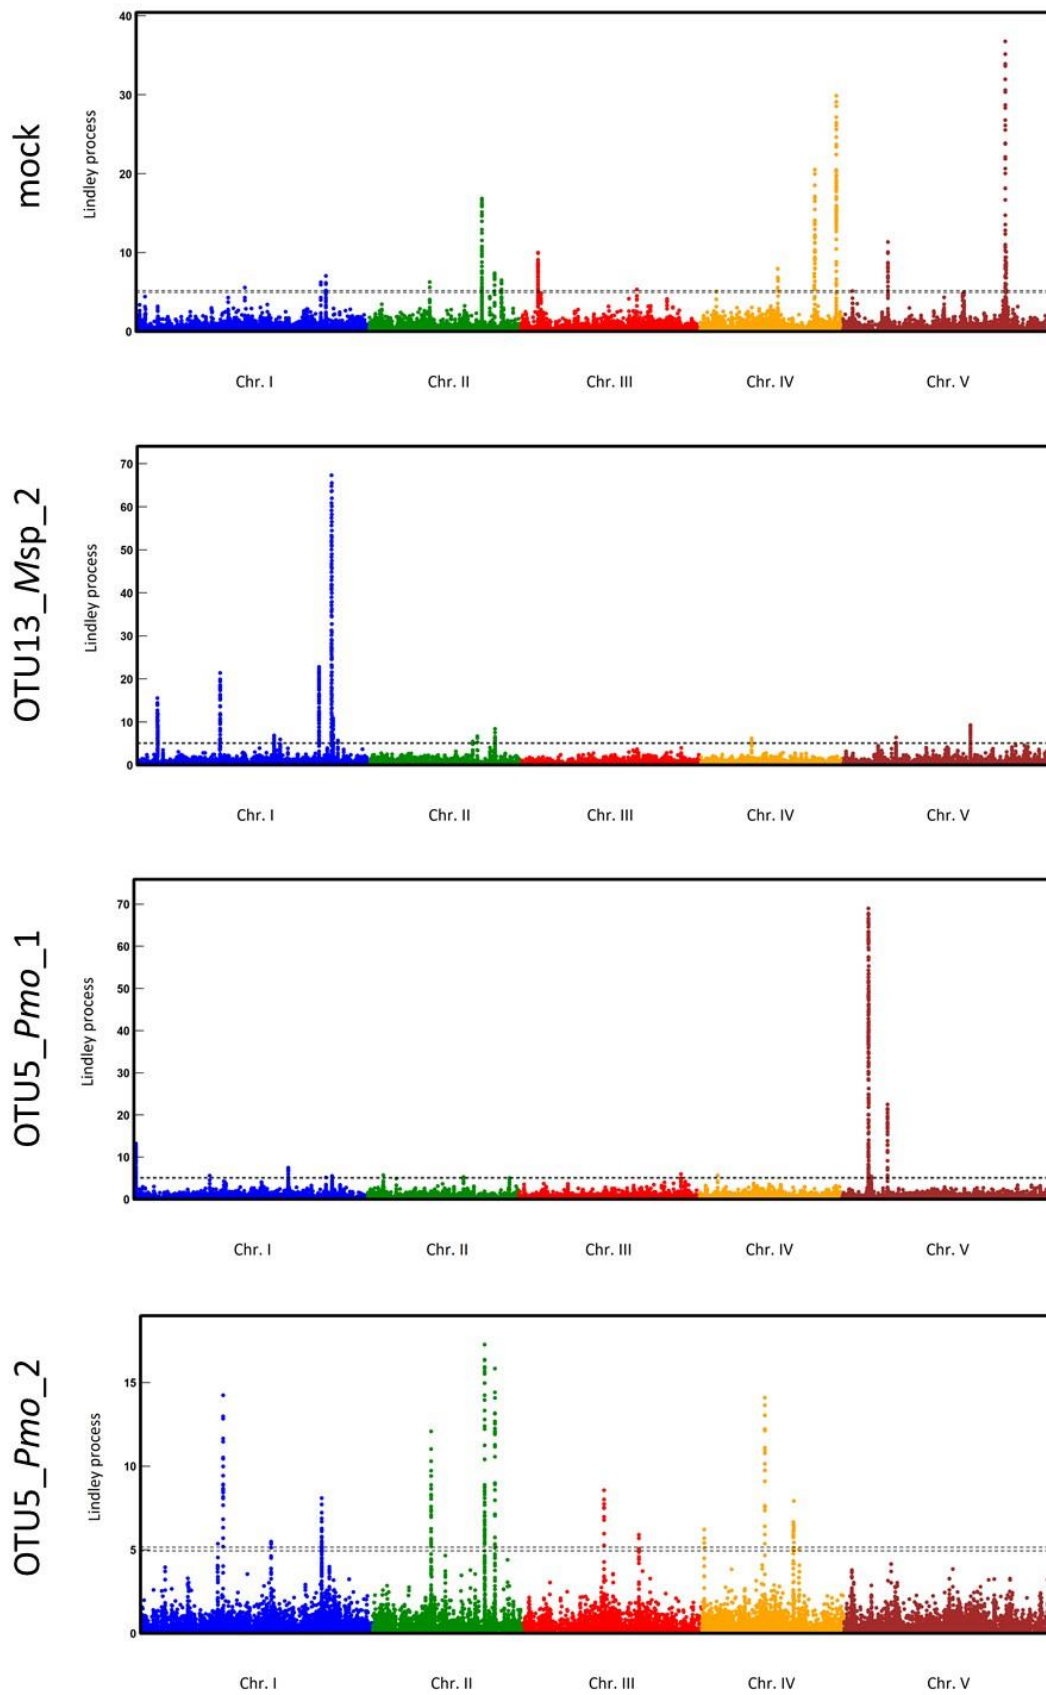 mock
Lindley process
40
30
20
10
0
Chr. I Chr. II Chr. III Chr. IV Chr. V
OTU13_Msp_2
Lindley process
70
60
50
40
30
20
10
0
Chr. I Chr. II Chr. III Chr. IV Chr. V
OTU5_Pmo_1
Lindley process
70
60
50
40
30
20
10
0
Chr. I Chr. II Chr. III Chr. IV Chr. V
OTU5_Pmo_2
Lindley process
15
10
5
0
Chr. I Chr. II Chr. III Chr. IV Chr. V